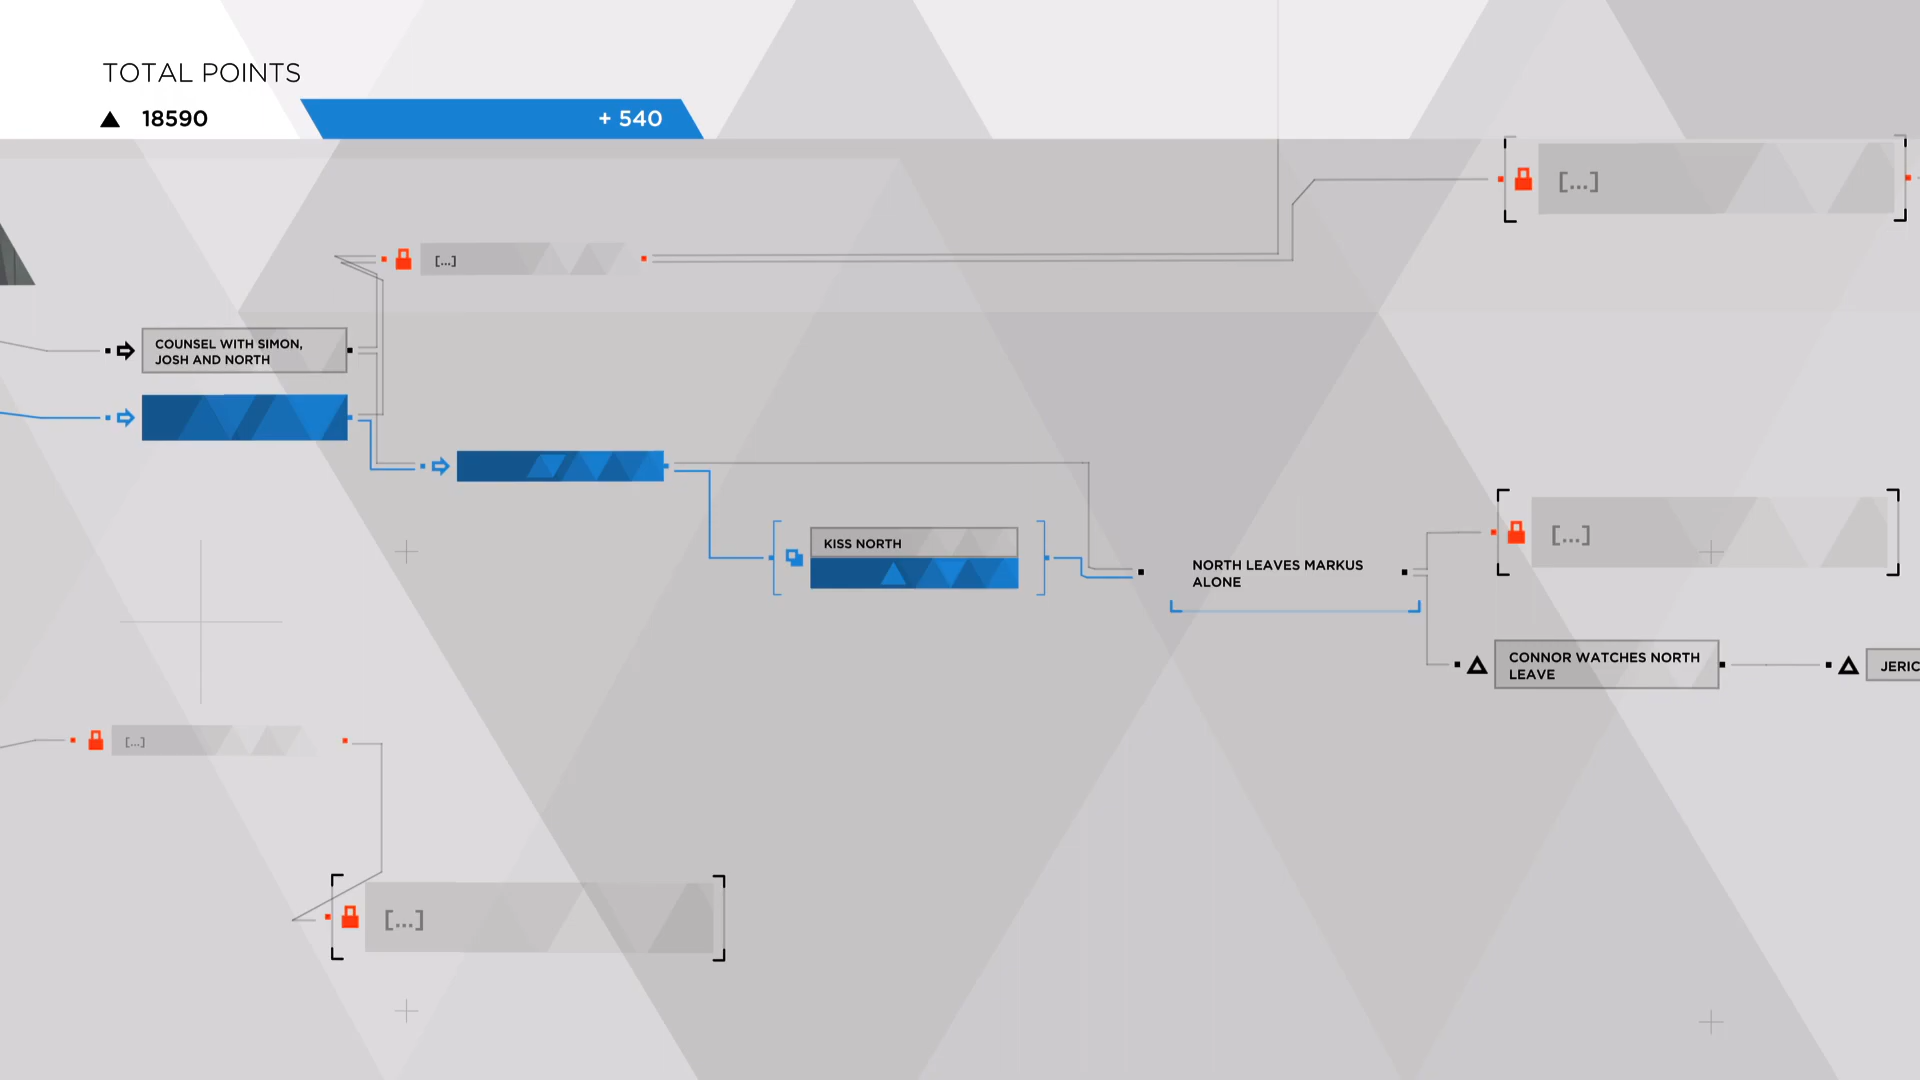 TOTAL POINTS
▲ 18590
+ 540
[...]
[...]
COUNSEL WITH SIMON,
JOSH AND NORTH
KISS NORTH
[...]
NORTH LEAVES MARKUS
ALONE
CONNOR WATCHES NORTH
LEAVE
JERIC
[...]
[...]